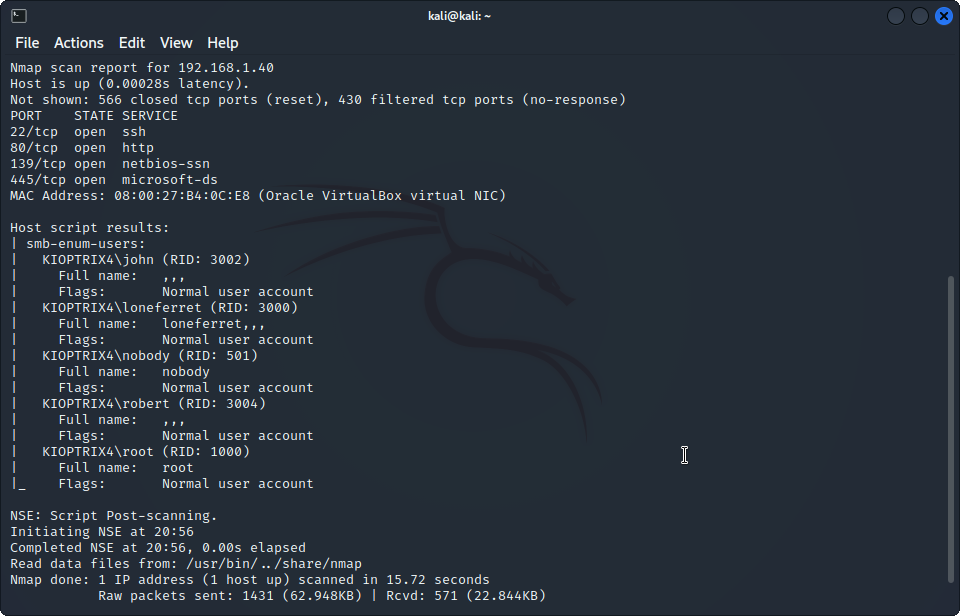 kali@kali: ~
File Actions Edit View Help
Nmap scan report for 192.168.1.40
Host is up (0.00028s latency).
Not shown: 566 closed tcp ports (reset), 430 filtered tcp ports (no-response)
PORT    STATE SERVICE
22/tcp  open  ssh
80/tcp  open  http
139/tcp open  netbios-ssn
445/tcp open  microsoft-ds
MAC Address: 08:00:27:B4:0C:E8 (Oracle VirtualBox virtual NIC)

Host script results:
| smb-enum-users:
|   KIOPTRIX4\john (RID: 3002)
|     Full name:   ,,,
|     Flags:       Normal user account
|   KIOPTRIX4\loneferret (RID: 3000)
|     Full name:   loneferret,,,
|     Flags:       Normal user account
|   KIOPTRIX4\nobody (RID: 501)
|     Full name:   nobody
|     Flags:       Normal user account
|   KIOPTRIX4\robert (RID: 3004)
|     Full name:   ,,,
|     Flags:       Normal user account
|   KIOPTRIX4\root (RID: 1000)
|     Full name:   root
|_    Flags:       Normal user account

NSE: Script Post-scanning.
Initiating NSE at 20:56
Completed NSE at 20:56, 0.00s elapsed
Read data files from: /usr/bin/../share/nmap
Nmap done: 1 IP address (1 host up) scanned in 15.72 seconds
           Raw packets sent: 1431 (62.948KB) | Rcvd: 571 (22.844KB)